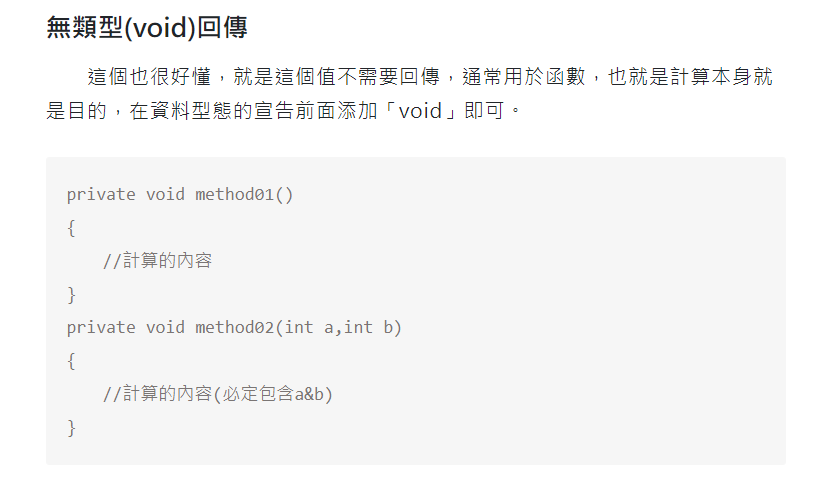 無類型(void)回傳
這個也很好懂，就是這個值不需要回傳，通常用於函數，也就是計算本身就
是目的，在資料型態的宣告前面添加「void」即可。
private void method01()
{
//計算的內容
}
private void method02(int a,int b)
{
//計算的內容(必定包含a&b)
}